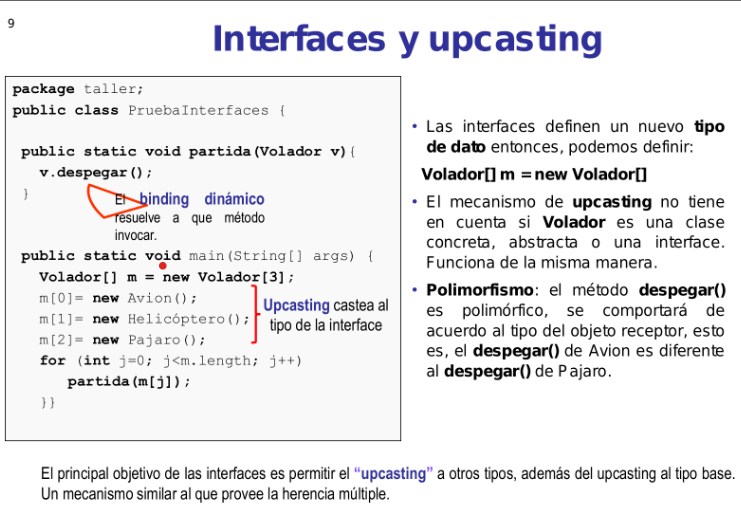 9
Interfaces y upcasting
package taller;
public class PruebaInterfaces {
public static void partida(Volador v){
v.despegar();
}
El binding dinámico
resuelve a que método
invocar.
public static void main(String[] args) {
Volador[] m = new Volador[3];
m[0]= new Avion();
m[1]= new Helicóptero();
m[2]= new Pajaro();
for (int j=0; j<m.length; j++)
partida(m[j]);
}}
Upcasting castea al
tipo de la interface
• Las interfaces definen un nuevo tipo
de dato entonces, podemos definir:
Volador[] m = new Volador[]
• El mecanismo de upcasting no tiene
en cuenta si Volador es una clase
concreta, abstracta o una interface.
Funciona de la misma manera.
• Polimorfismo: el método despegar()
es polimórfico, se comportará de
acuerdo al tipo del objeto receptor, esto
es, el despegar() de Avion es diferente
al despegar() de Pajaro.
El principal objetivo de las interfaces es permitir el “upcasting” a otros tipos, además del upcasting al tipo base.
Un mecanismo similar al que provee la herencia múltiple.